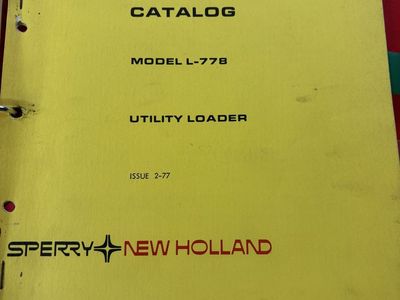 CATALOG
MODEL L-778
UTILITY LOADER
ISSUE 2-77
SPERRY NEW HOLLAND